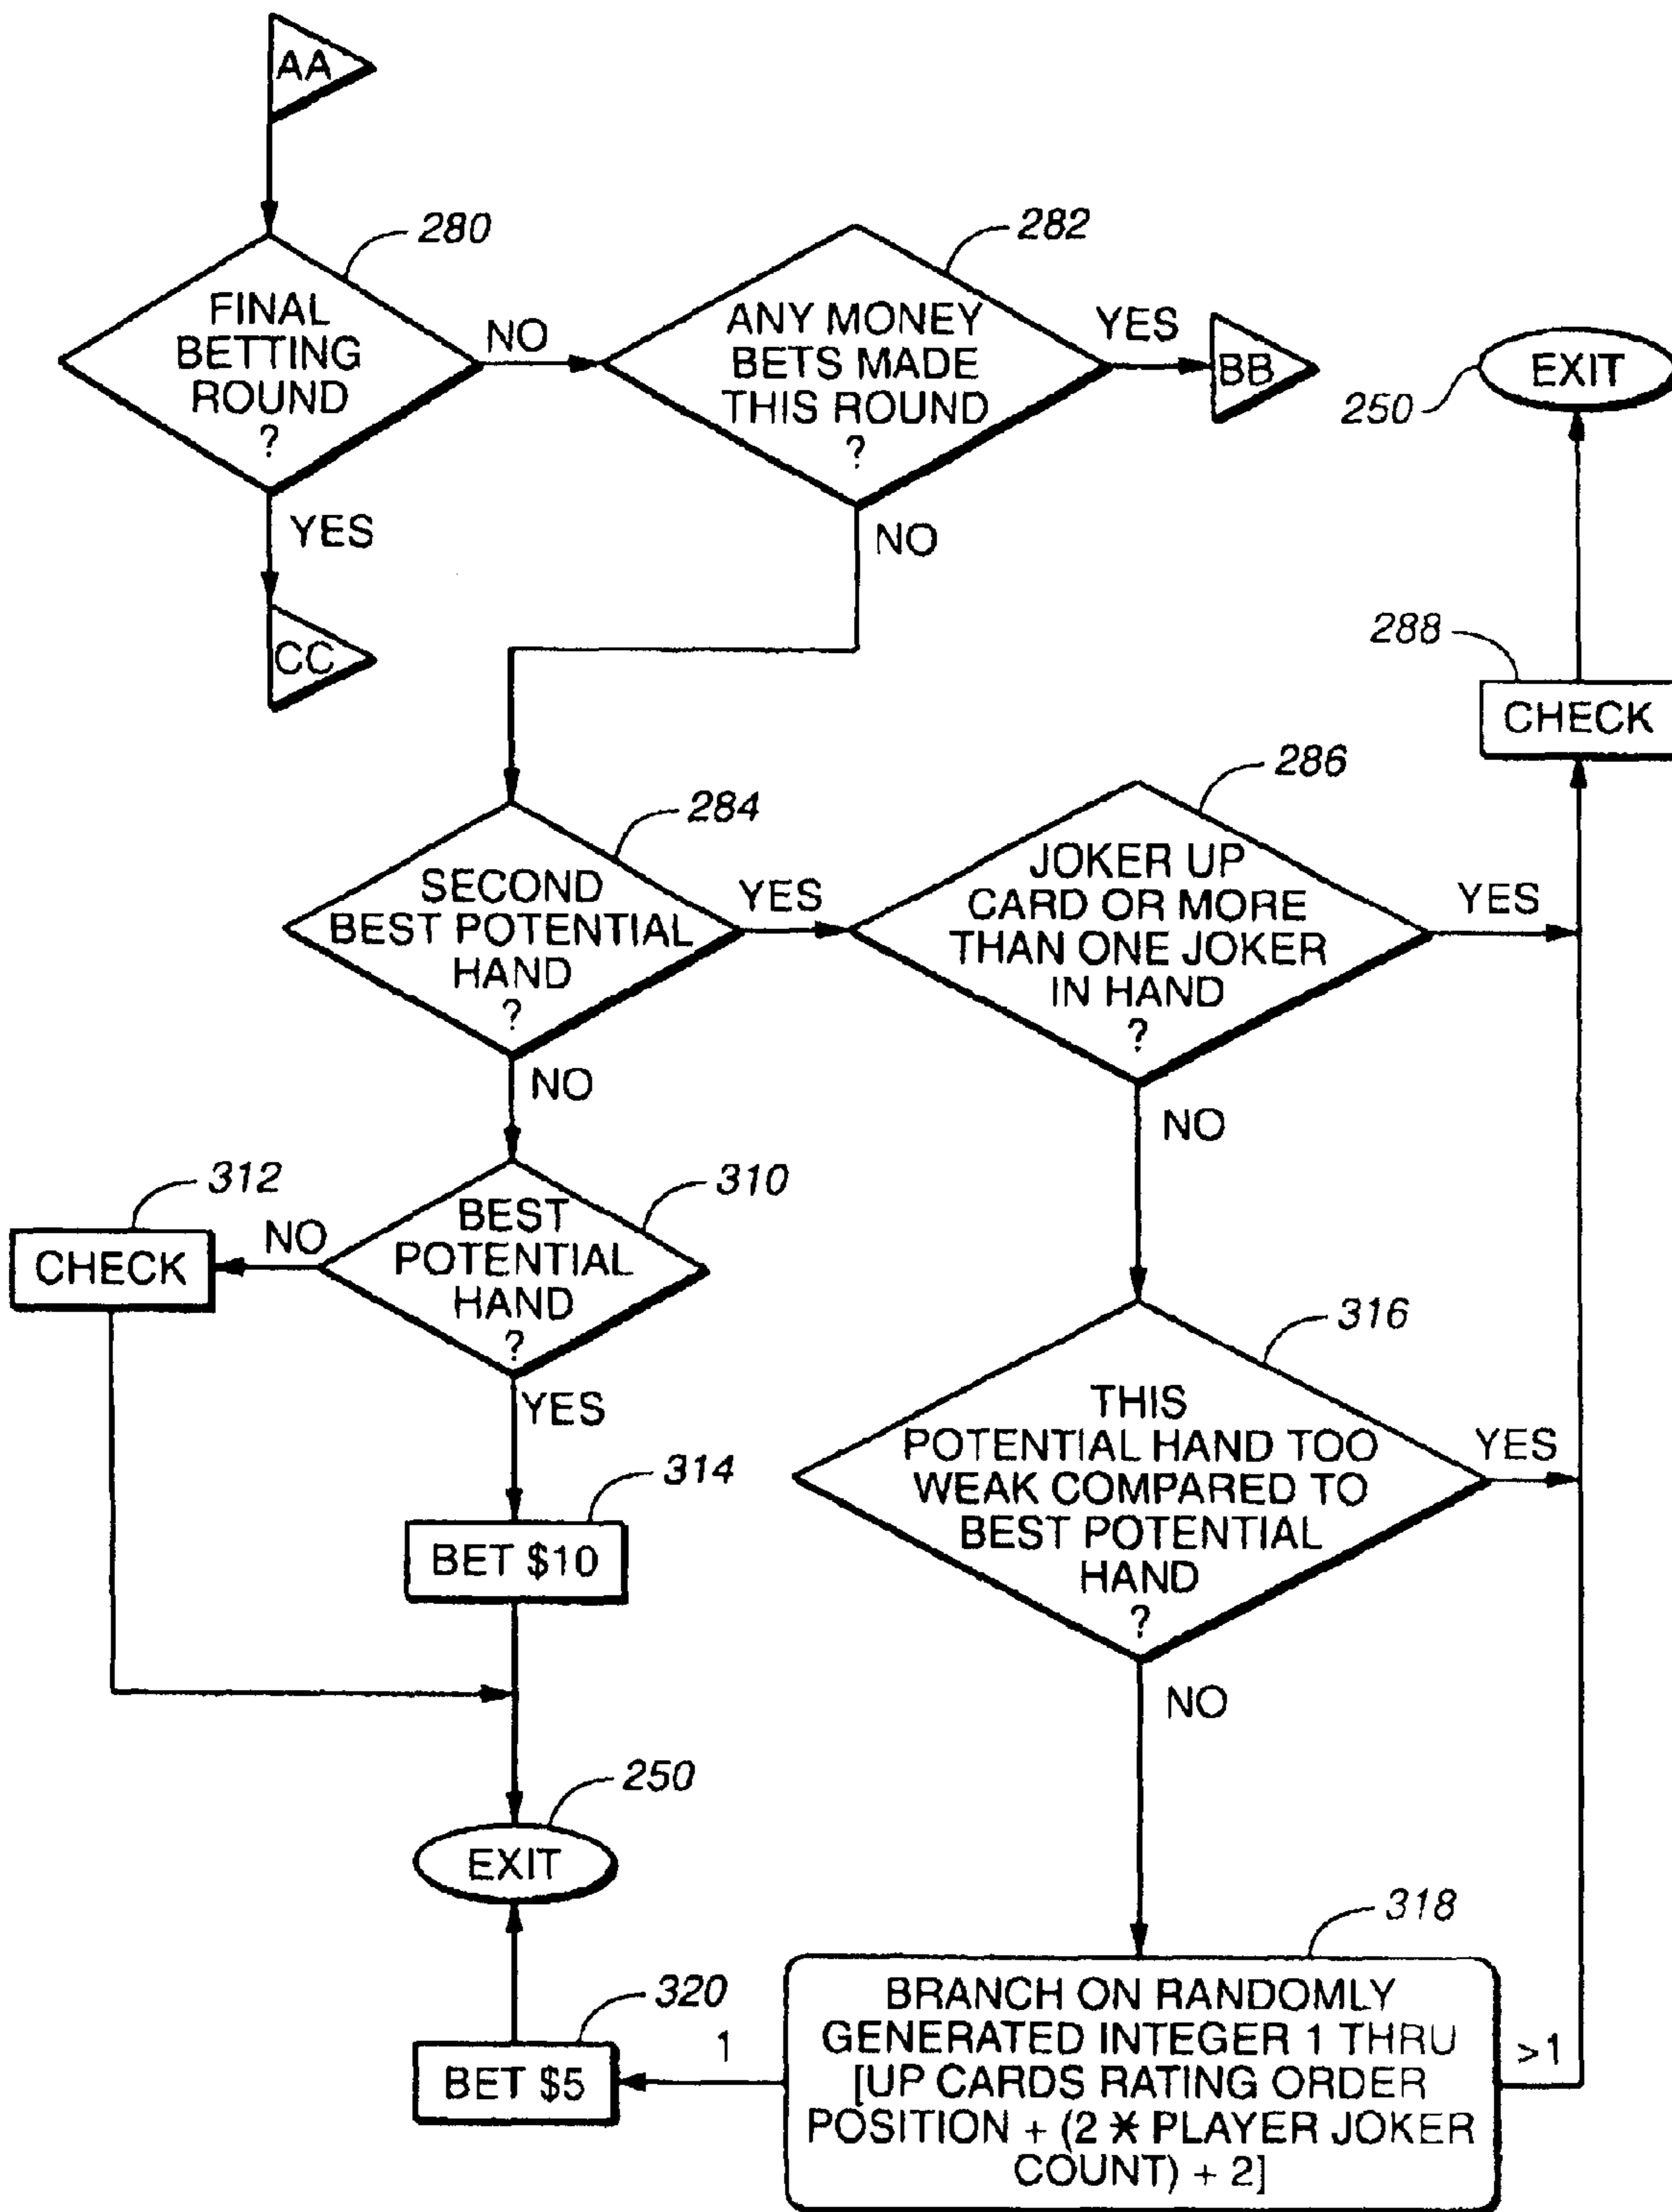 AA
280
FINAL
BETTING
ROUND
?
NO
YES
CC
282
ANY MONEY
BETS MADE
THIS ROUND
?
YES
BB
NO
250
EXIT
288
CHECK
284
SECOND
BEST POTENTIAL
HAND
?
YES
NO
286
JOKER UP
CARD OR MORE
THAN ONE JOKER
IN HAND
?
YES
NO
310
BEST
POTENTIAL
HAND
?
NO
312
CHECK
YES
314
BET $10
316
THIS
POTENTIAL HAND TOO
WEAK COMPARED TO
BEST POTENTIAL
HAND
?
YES
NO
250
EXIT
318
BRANCH ON RANDOMLY
GENERATED INTEGER 1 THRU
[UP CARDS RATING ORDER
POSITION + (2 * PLAYER JOKER
COUNT) + 2]
>1
1
320
BET $5